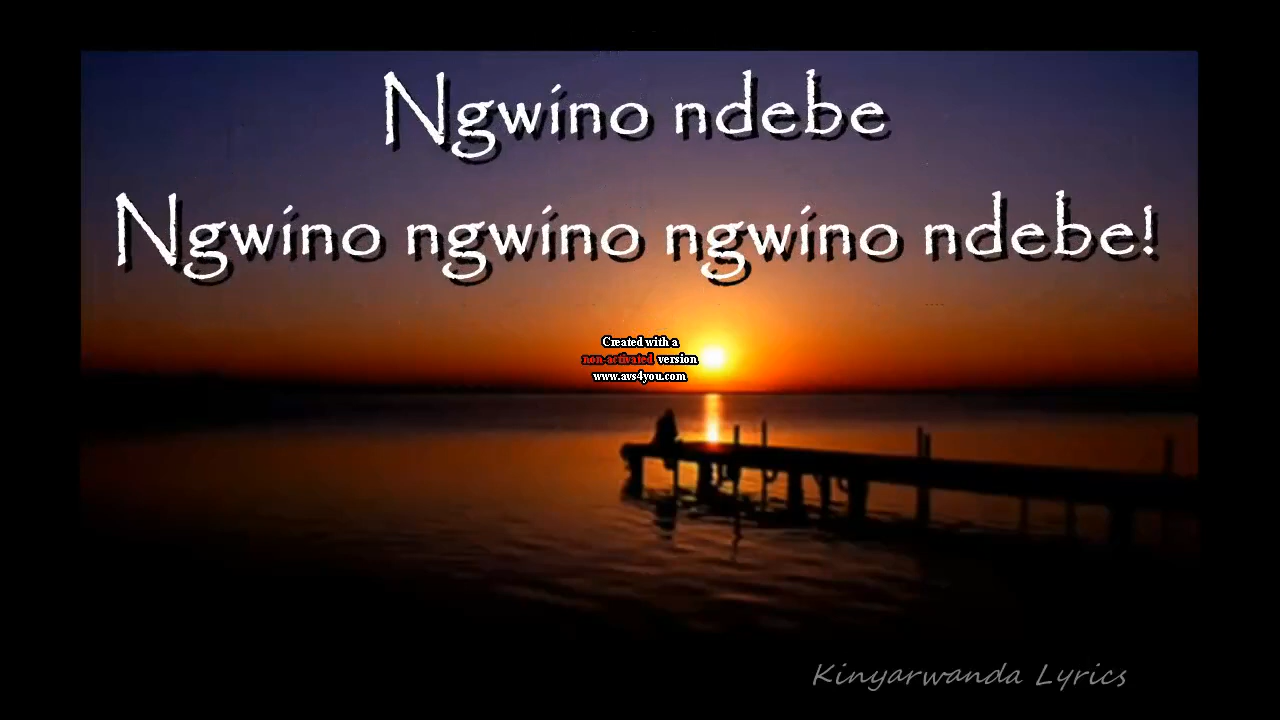 Ngwino ndebe
Ngwino ngwino ngwino ndebe!
Created with a
non-activated version
www.avs4you.com
Kinyarwanda Lyrics